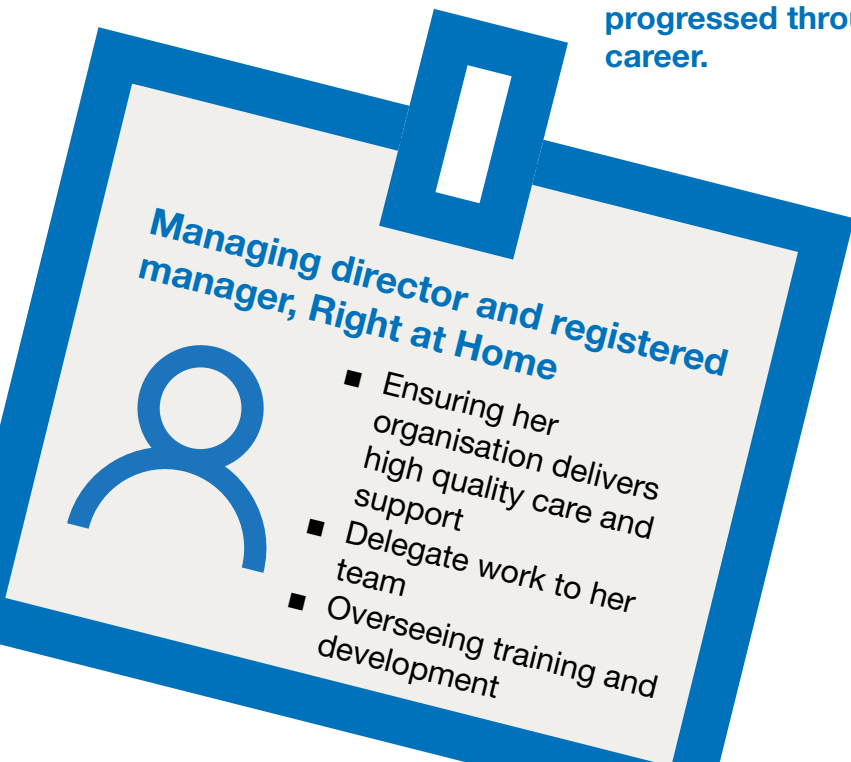 progressed
career.
Managing director and registered
manager, Right at Home
■ Ensuring her
organisation delivers
high quality care and
support
■ Delegate work to her
team
■ Overseeing training and
development